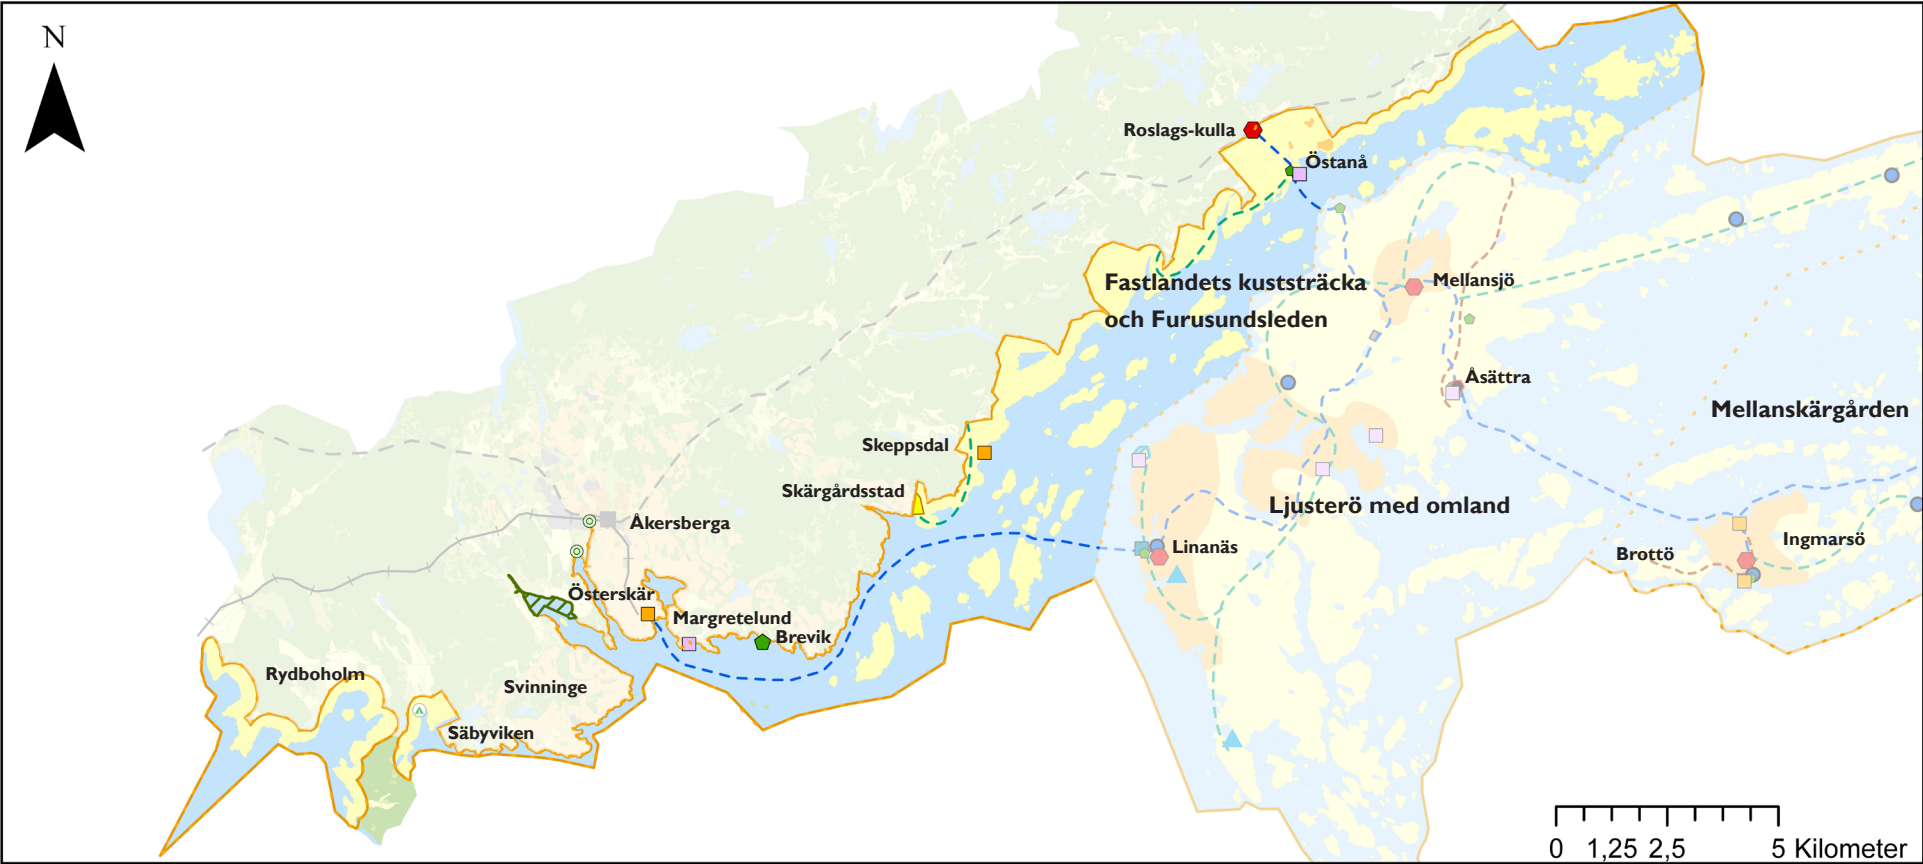 N
Roslags-kulla
Östanå
Fastlandets kuststräcka
och Furusundsleden
Mellansjö
Åsättra
Mellanskärgården
Skeppsdal
Skärgårdsstad
Ljusterö med omland
Åkersberga
Linanäs
Brottö
Ingmarsö
Österskär
Margretelund
Brevik
Rydboholm
Svinninge
Säbyviken
0 1,25 2,5 5 Kilometer